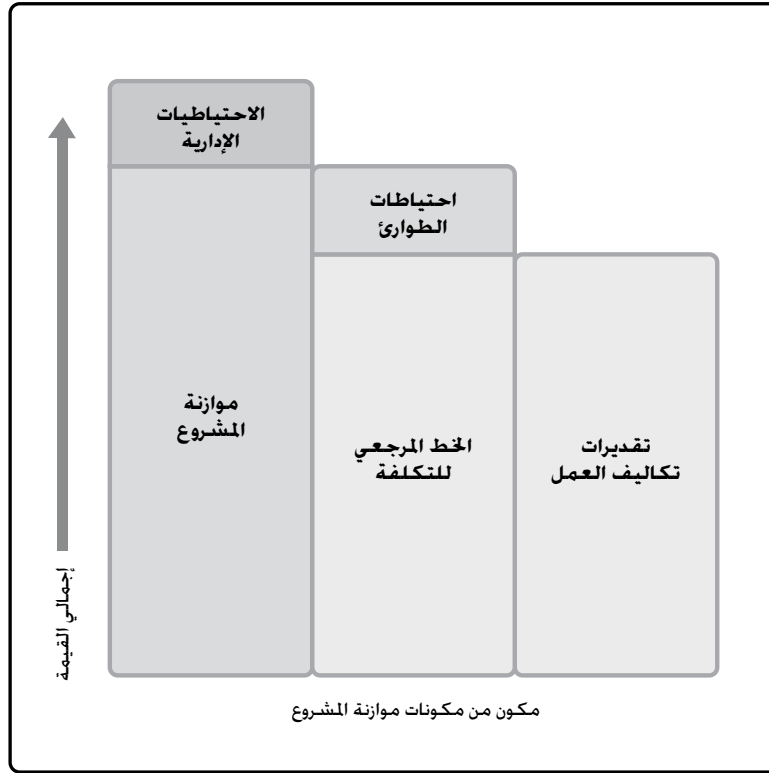 الاحتياطيات
الإدارية
احتياطات
الطوارئ
موازنة
المشروع
الخط المرجعي
للتكلفة
تقديرات
تكاليف العمل
إجمالي القيمة
مكون من مكونات موازنة المشروع